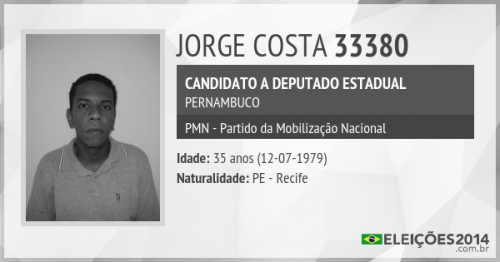 JORGE COSTA 33380
CANDIDATO A DEPUTADO ESTADUAL
PERNAMBUCO
PMN - Partido da Mobilização Nacional
Idade: 35 anos (12-07-1979)
Naturalidade: PE - Recife
ELEIÇÕES2014
.com.br